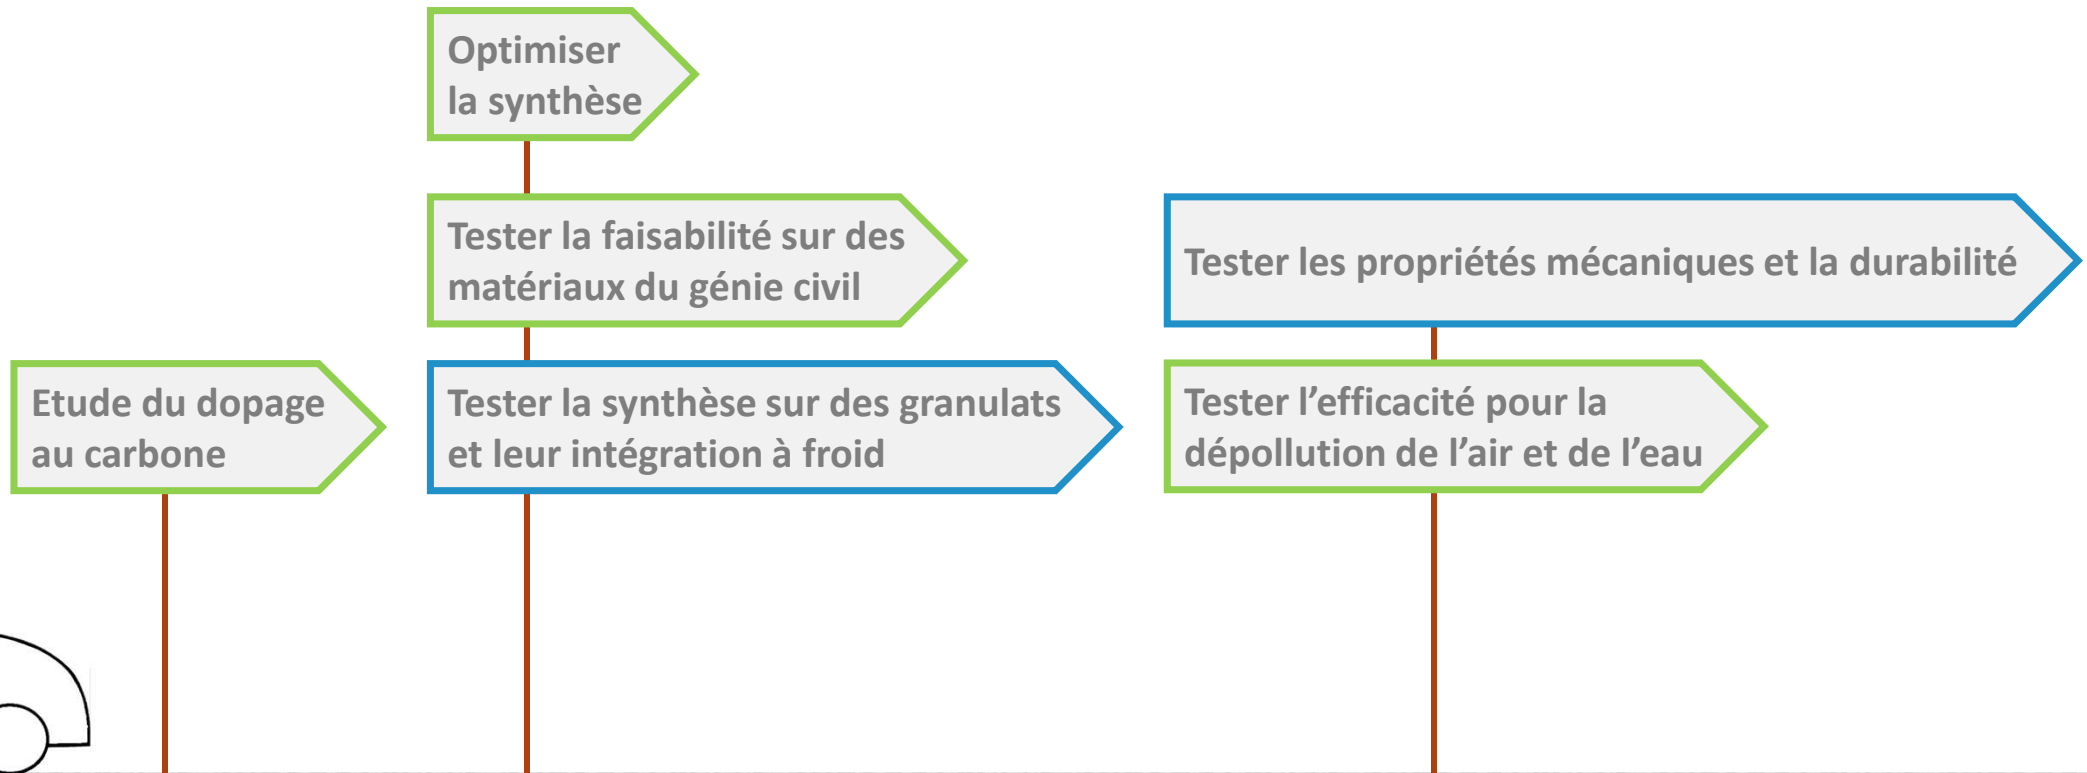 Optimiser
la synthèse
Tester la faisabilité sur des
matériaux du génie civil
Tester les propriétés mécaniques et la durabilité
Etude du dopage
au carbone
Tester la synthèse sur des granulats
et leur intégration à froid
Tester l’efficacité pour la
dépollution de l’air et de l’eau